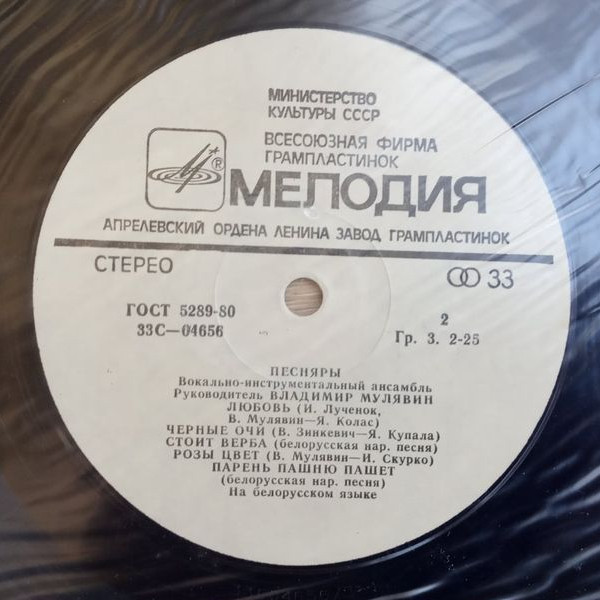 МИНИСТЕРСТВО
КУЛЬТУРЫ СССР
ВСЕСОЮЗНАЯ ФИРМА
ГРАМПЛАСТИНОК
®
МЕЛОДИЯ
АПРЕЛЕВСКИЙ ОРДЕНА ЛЕНИНА ЗАВОД ГРАМПЛАСТИНОК
СТЕРЕО
33
ГОСТ 5289-80
33С—04656
2
Гр. 3. 2-25
ПЕСНЯРЫ
Вокально-инструментальный ансамбль
Руководитель ВЛАДИМИР МУЛЯВИН
ЛЮБОВЬ (И. Лученок,
В. Мулявин—Я. Колас)
ЧЕРНЫЕ ОЧИ (В. Зинкевич—Я. Купала)
СТОИТ ВЕРБА (белорусская нар. песня)
РОЗЫ ЦВЕТ (В. Мулявин—И. Скурко)
ПАРЕНЬ ПАШНЮ ПАШЕТ
(белорусская нар. песня)
На белорусском языке